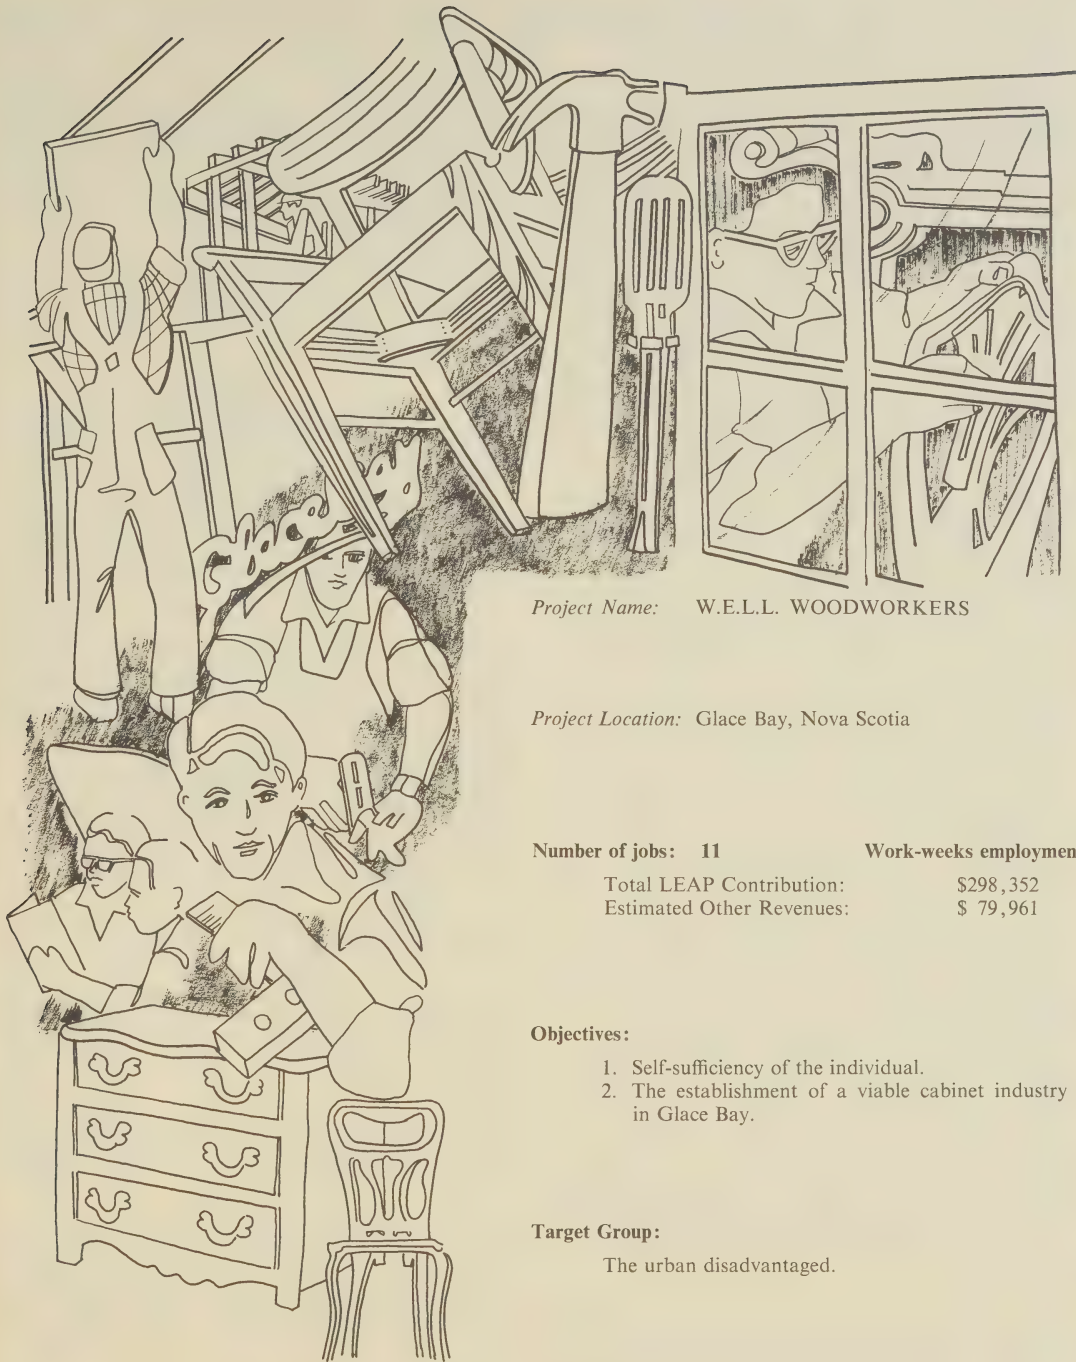 Project Name: W.E.L.L. WOODWORKERS
Project Location: Glace Bay, Nova Scotia
Number of jobs: 11 Work-weeks employmen
Total LEAP Contribution: $298,352
Estimated Other Revenues: $ 79,961
Objectives:
1. Self-sufficiency of the individual.
2. The establishment of a viable cabinet industry
in Glace Bay.
Target Group:
The urban disadvantaged.